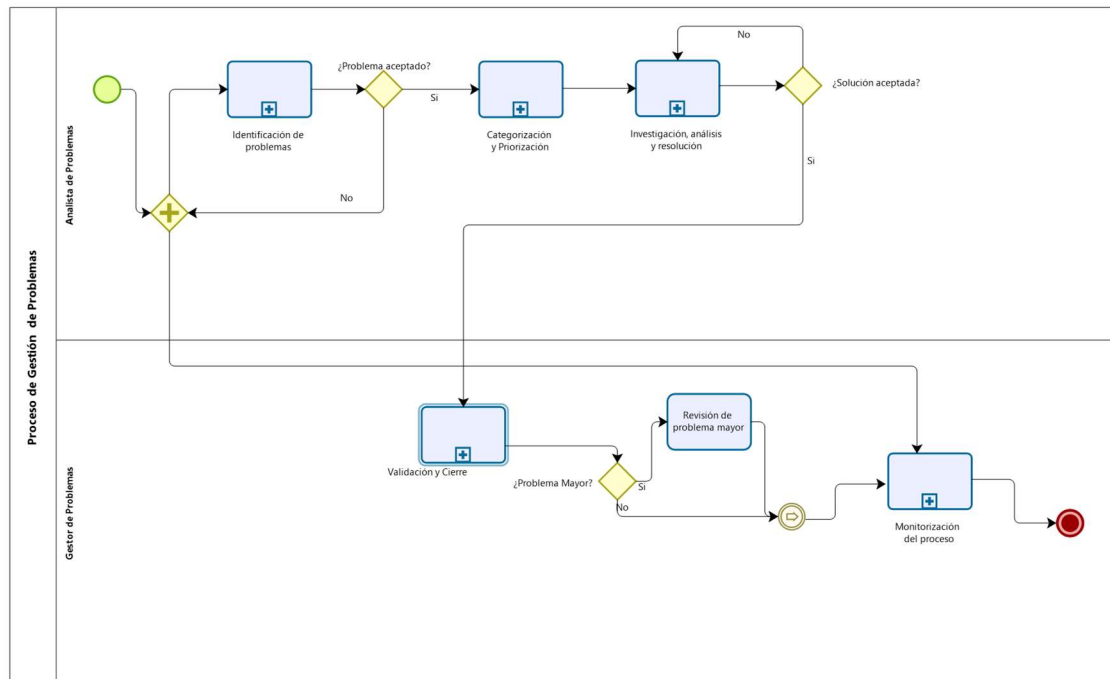 Proceso de Gestión de Problemas
Analista de Problemas
Identificación de
problemas
¿Problema aceptado?
Si
No
Categorización
y Priorización
Investigación, análisis
y resolución
No
¿Solución aceptada?
Si
Gestor de Problemas
Validación y Cierre
¿Problema Mayor?
Si
No
Revisión de
problema mayor
Monitorización
del proceso